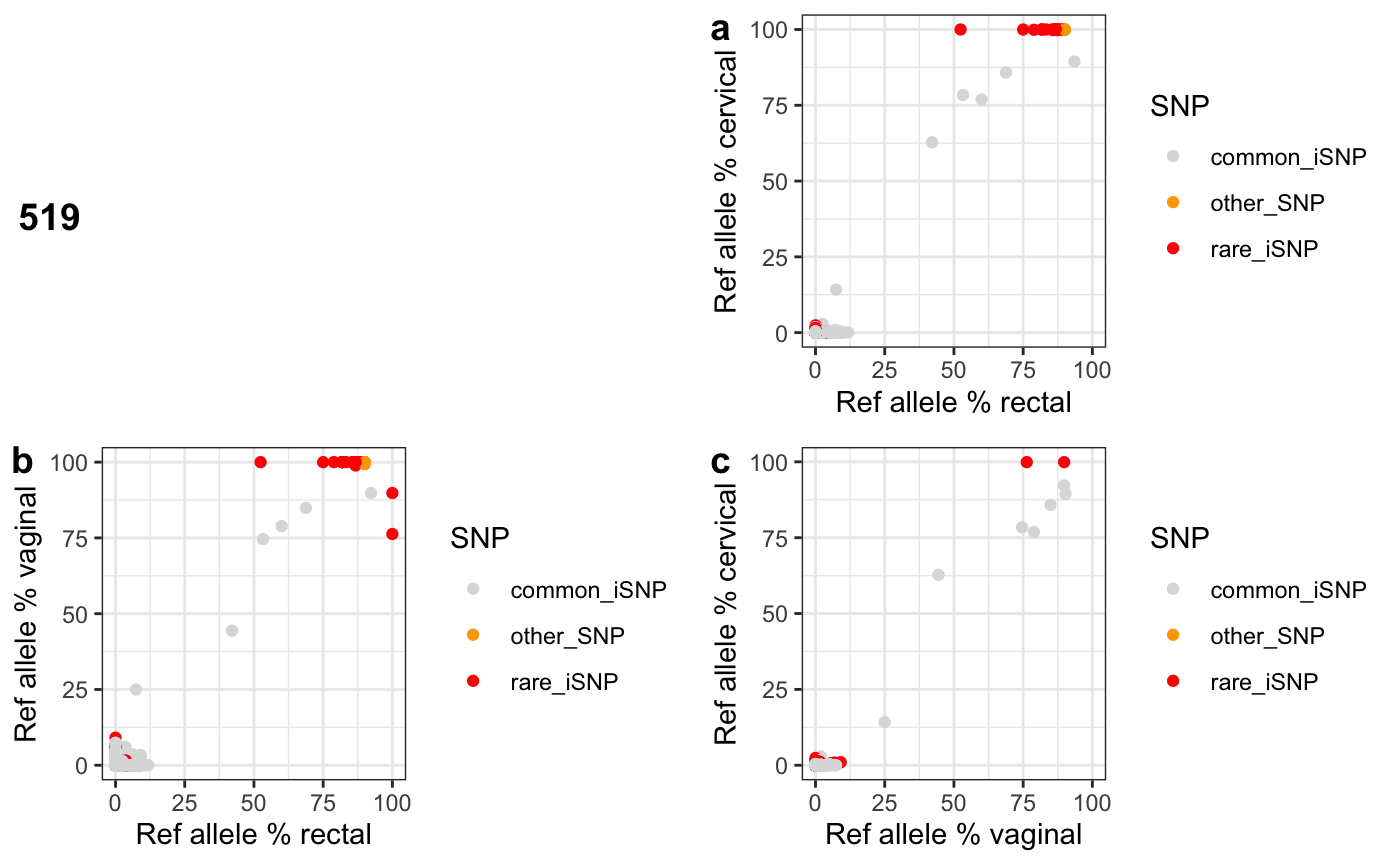 519
a
Ref allele % cervical
100
75
50
25
0
0 25 50 75 100
Ref allele % rectal
SNP
common_iSNP
other_SNP
rare_iSNP
b
Ref allele % vaginal
100
75
50
25
0
0 25 50 75 100
Ref allele % rectal
SNP
common_iSNP
other_SNP
rare_iSNP
c
Ref allele % cervical
100
75
50
25
0
0 25 50 75 100
Ref allele % vaginal
SNP
common_iSNP
other_SNP
rare_iSNP